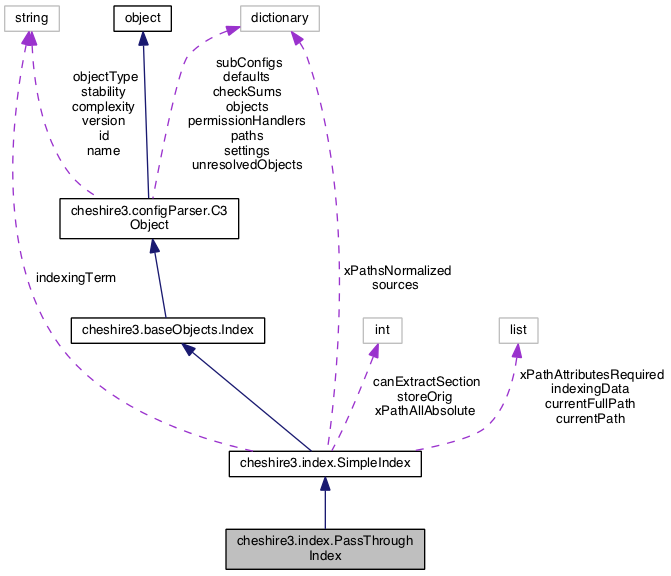 string
object
dictionary
objectType
stability
complexity
version
id
name
subConfigs
defaults
checkSums
objects
permissionHandlers
paths
settings
unresolvedObjects
cheshire3.configParser.C3
Object
indexingTerm
xPathsNormalized
sources
cheshire3.baseObjects.Index
int
list
canExtractSection
storeOrig
xPathAllAbsolute
xPathAttributesRequired
indexingData
currentFullPath
currentPath
cheshire3.index.SimpleIndex
cheshire3.index.PassThrough
Index